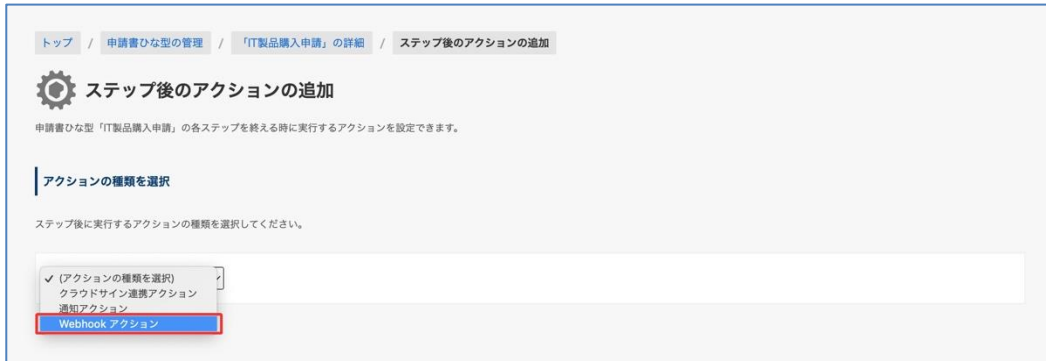 トップ / 申請書ひな型の管理 / 「IT製品購入申請」の詳細 / ステップ後のアクションの追加
ステップ後のアクションの追加
申請書ひな型「IT製品購入申請」の各ステップを終える時に実行するアクションを設定できます。
アクションの種類を選択
ステップ後に実行するアクションの種類を選択してください。
✓ (アクションの種類を選択)
クラウドサイン連携アクション
通知アクション
Webhook アクション